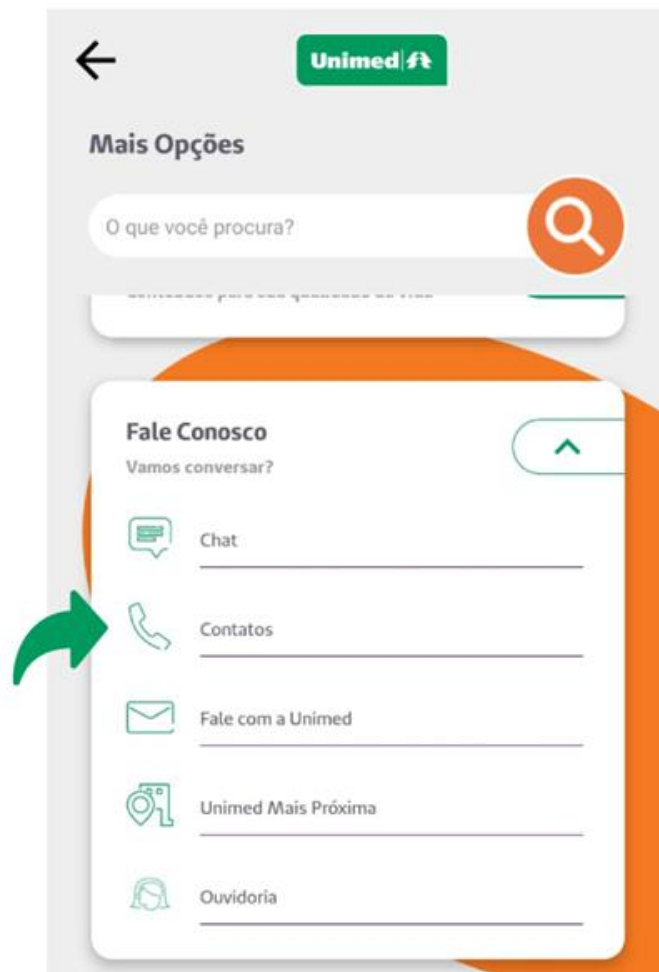 Unimed
Mais Opções
O que você procura?
Fale Conosco
Vamos conversar?
Chat
Contatos
Fale com a Unimed
Unimed Mais Próxima
Ouvidoria